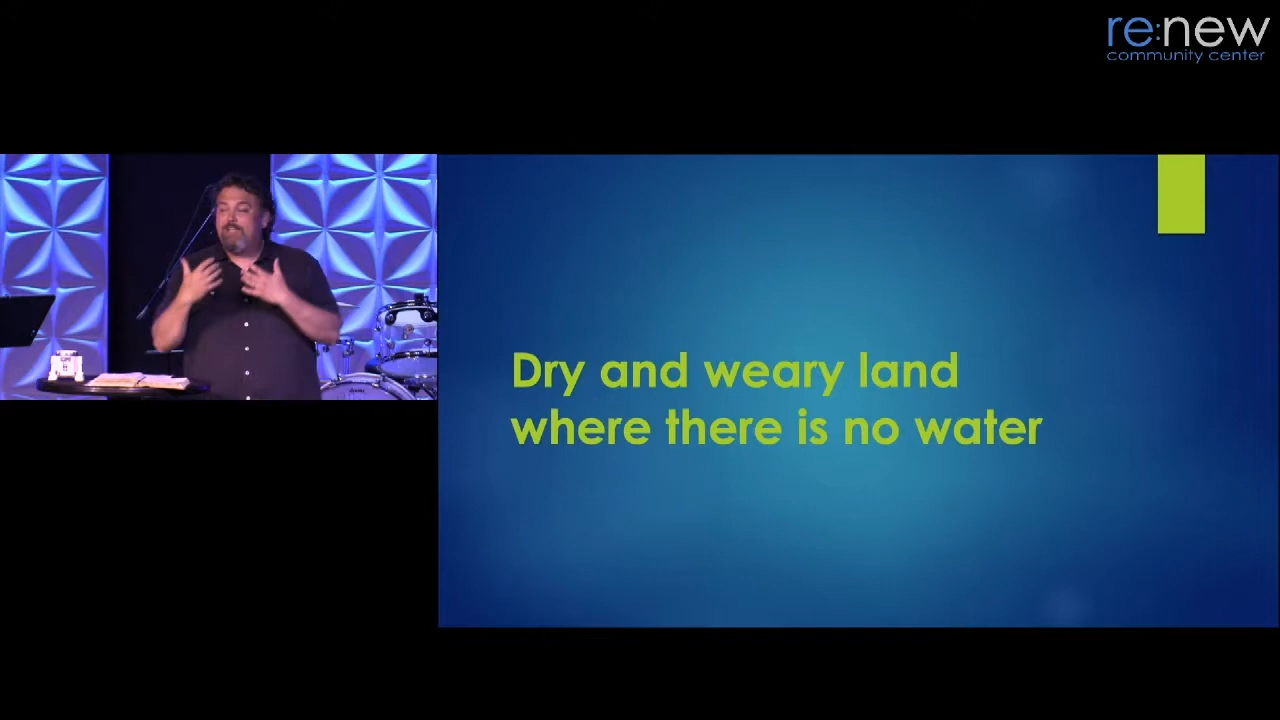 re:new
community center
Dry and weary land
where there is no water